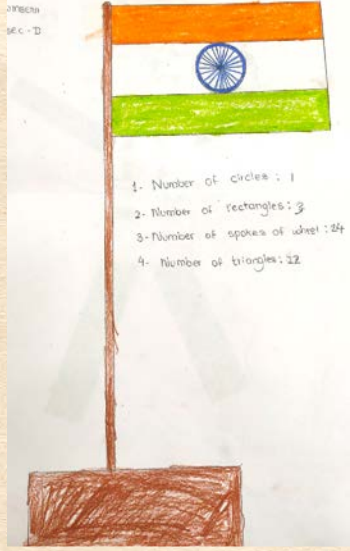 sec - D
1- Number of circles : 1
2- Number of rectangles : 3
3- Number of spokes of wheel : 24
4- Number of triangles : 12